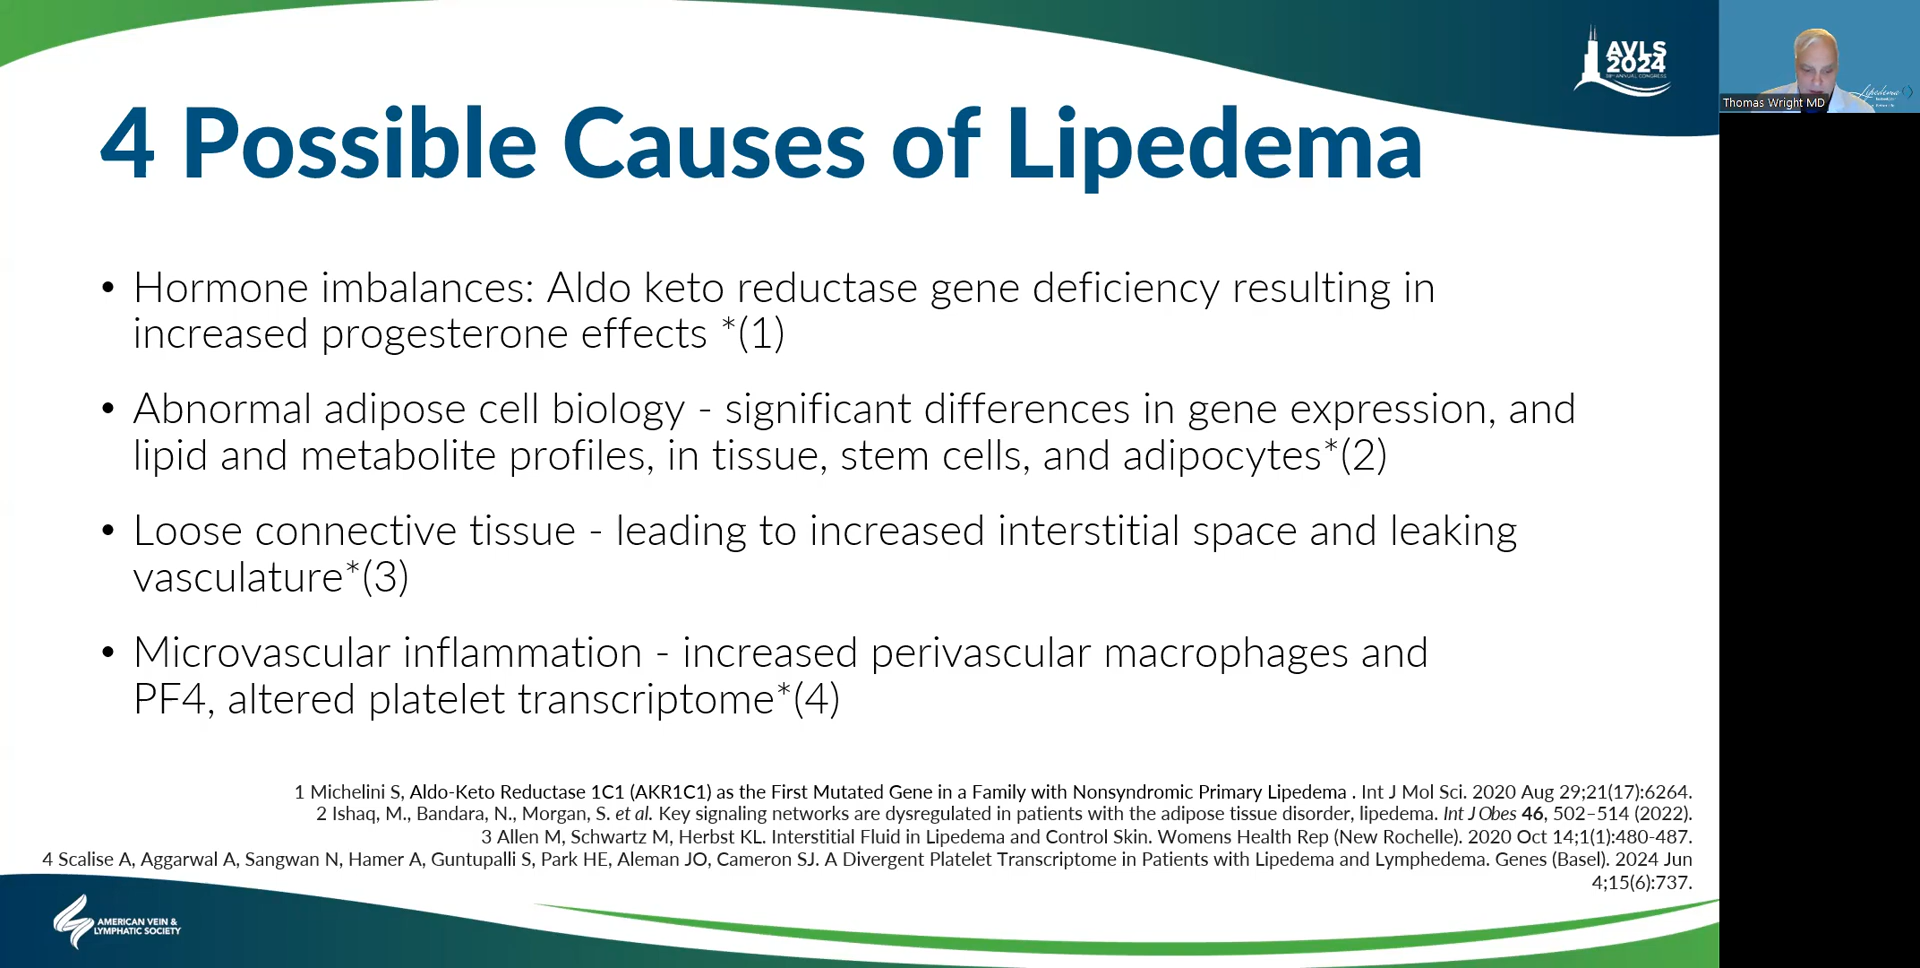 AVLS
2024
Thomas Wright MD
Lipedema
4 Possible Causes of Lipedema
• Hormone imbalances: Aldo keto reductase gene deficiency resulting in
increased progesterone effects *(1)
• Abnormal adipose cell biology - significant differences in gene expression, and
lipid and metabolite profiles, in tissue, stem cells, and adipocytes*(2)
• Loose connective tissue - leading to increased interstitial space and leaking
vasculature*(3)
• Microvascular inflammation - increased perivascular macrophages and
PF4, altered platelet transcriptome*(4)
1 Michelini S, Aldo-Keto Reductase 1C1 (AKR1C1) as the First Mutated Gene in a Family with Nonsyndromic Primary Lipedema . Int J Mol Sci. 2020 Aug 29;21(17):6264.
2 Ishaq, M., Bandara, N., Morgan, S. et al. Key signaling networks are dysregulated in patients with the adipose tissue disorder, lipedema. Int J Obes 46, 502–514 (2022).
3 Allen M, Schwartz M, Herbst KL. Interstitial Fluid in Lipedema and Control Skin. Womens Health Rep (New Rochelle). 2020 Oct 14;1(1):480-487.
4 Scalise A, Aggarwal A, Sangwan N, Hamer A, Guntupalli S, Park HE, Aleman JO, Cameron SJ. A Divergent Platelet Transcriptome in Patients with Lipedema and Lymphedema. Genes (Basel). 2024 Jun
4;15(6):737.
AMERICAN VEIN &
LYMPHATIC SOCIETY